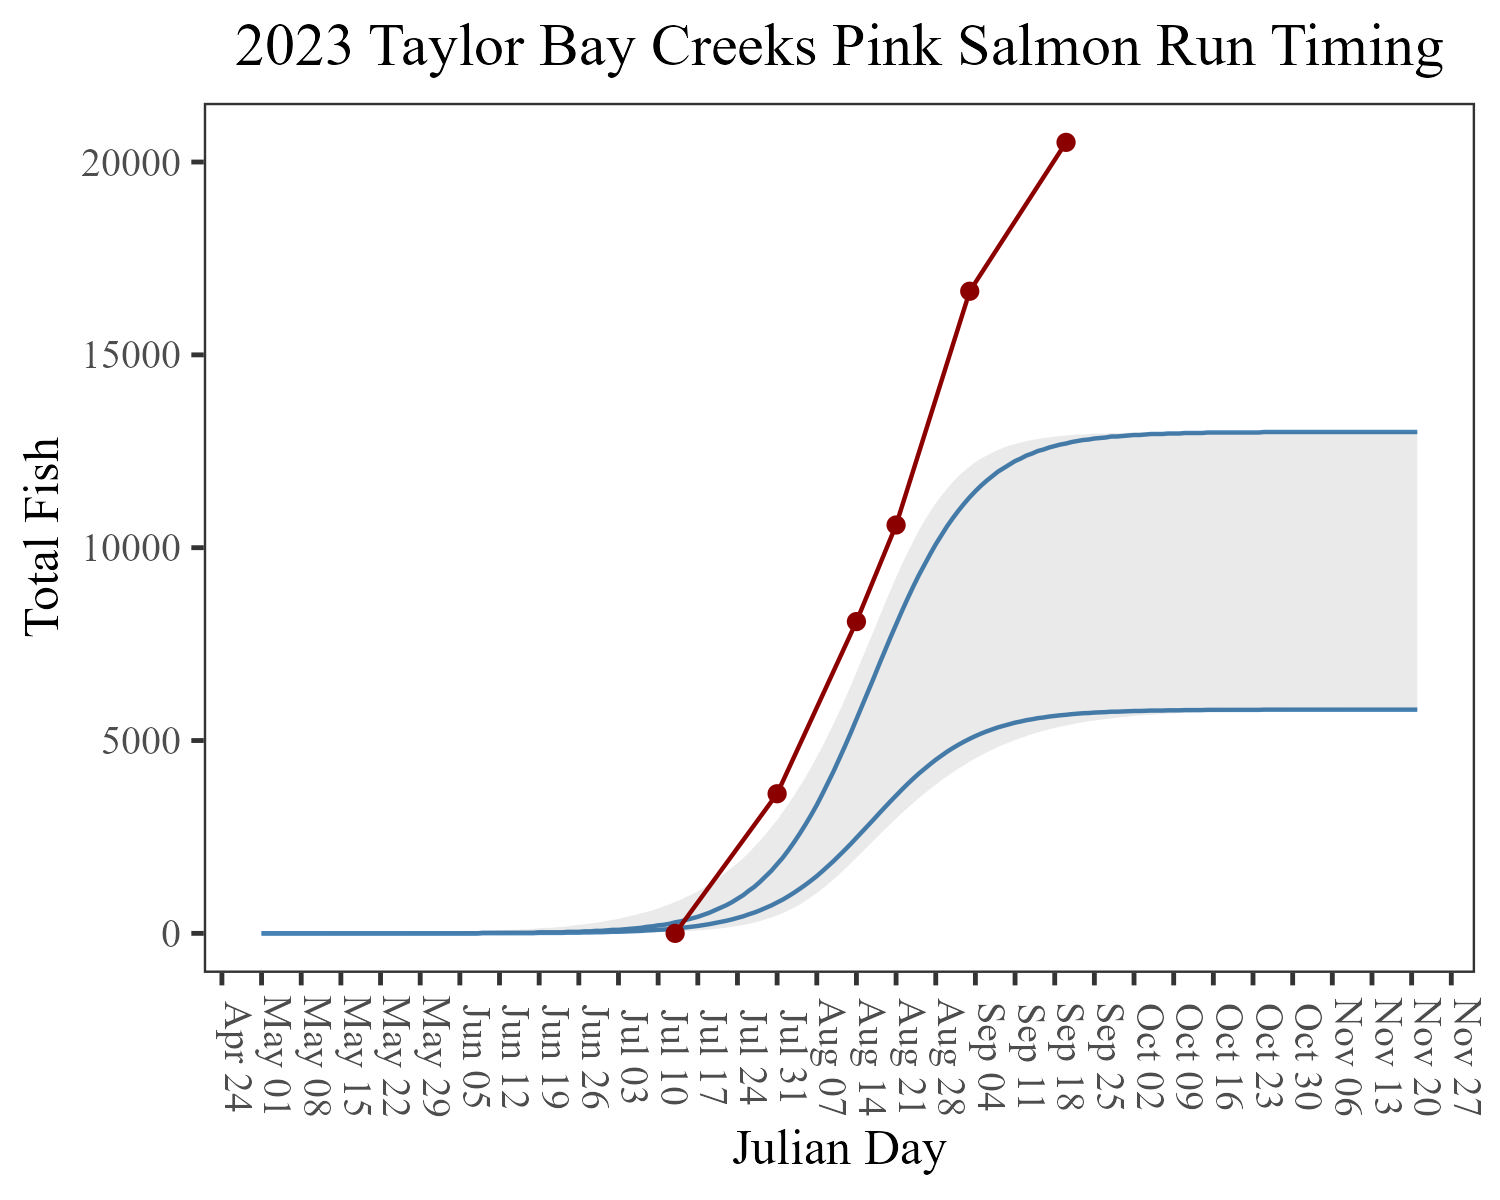 2023 Taylor Bay Creeks Pink Salmon Run Timing
Total Fish
20000
15000
10000
5000
0
Apr 24
May 01
May 08
May 15
May 22
May 29
Jun 05
Jun 12
Jun 19
Jun 26
Jul 03
Jul 10
Jul 17
Jul 24
Jul 31
Aug 07
Aug 14
Aug 21
Aug 28
Sep 04
Sep 11
Sep 18
Sep 25
Oct 02
Oct 09
Oct 16
Oct 23
Oct 30
Nov 06
Nov 13
Nov 20
Nov 27
Julian Day